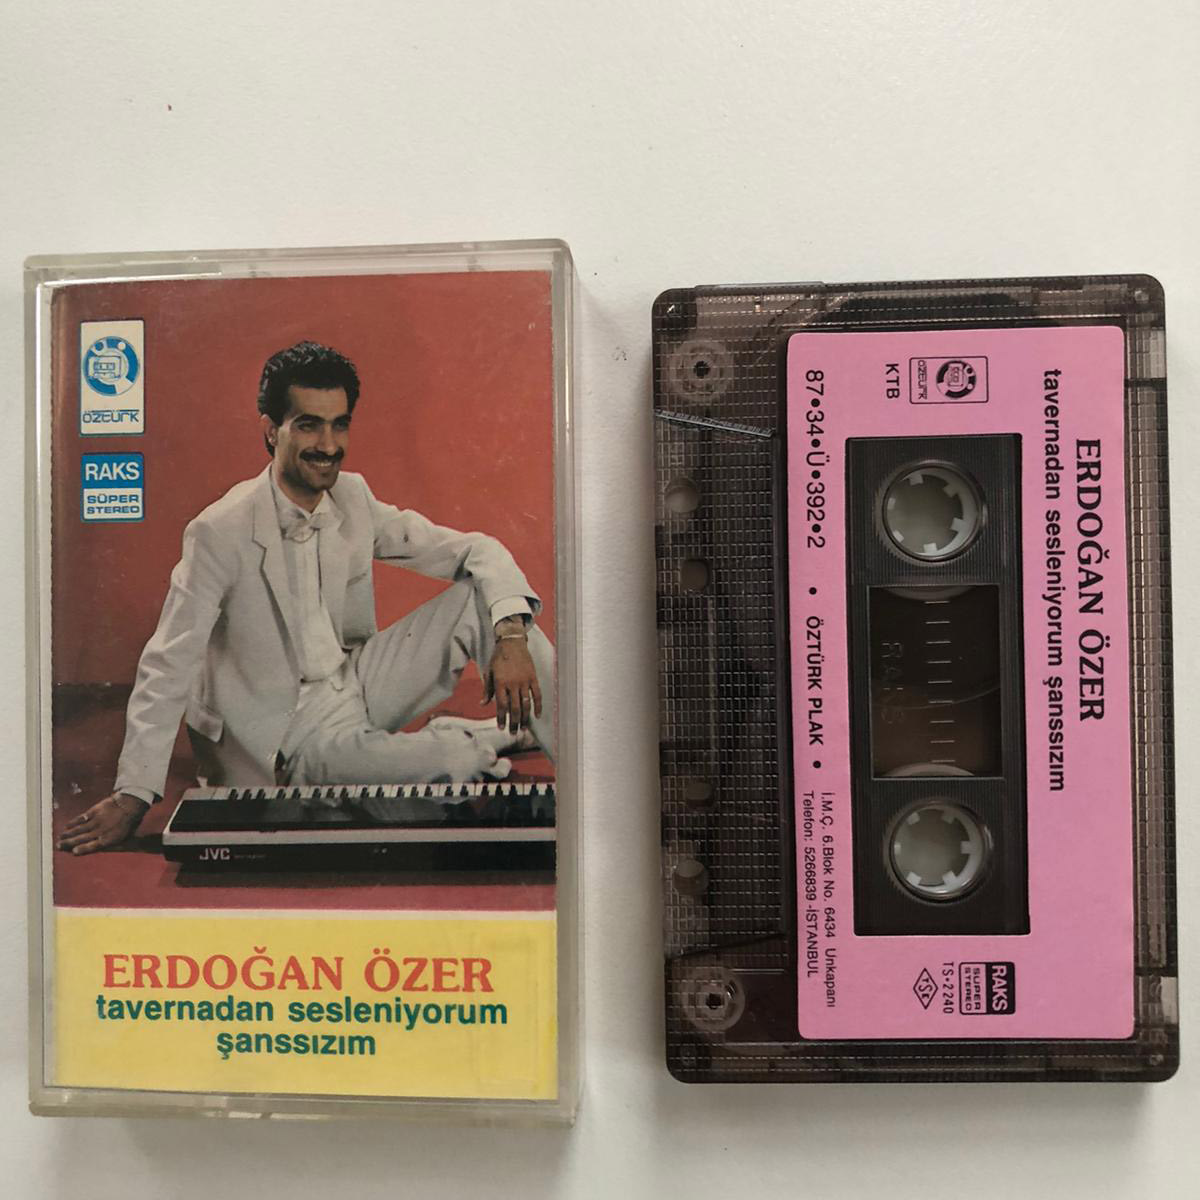 ÖZTÜRK
RAKS
SÜPER
STEREO
JVC
ERDOĞAN ÖZER
tavernadan sesleniyorum
şanssızım
ERDOĞAN ÖZER
tavernadan sesleniyorum şanssızım
ÖZTÜRK
KTB
RAKS
87•34•Ü•392•2 • ÖZTÜRK PLAK •
İ.M.Ç. 6.Blok No. 6434 Unkapanı
Telefon: 5266839-İSTANBUL
RAKS
SÜPER
STEREO
TS•2240
TSE